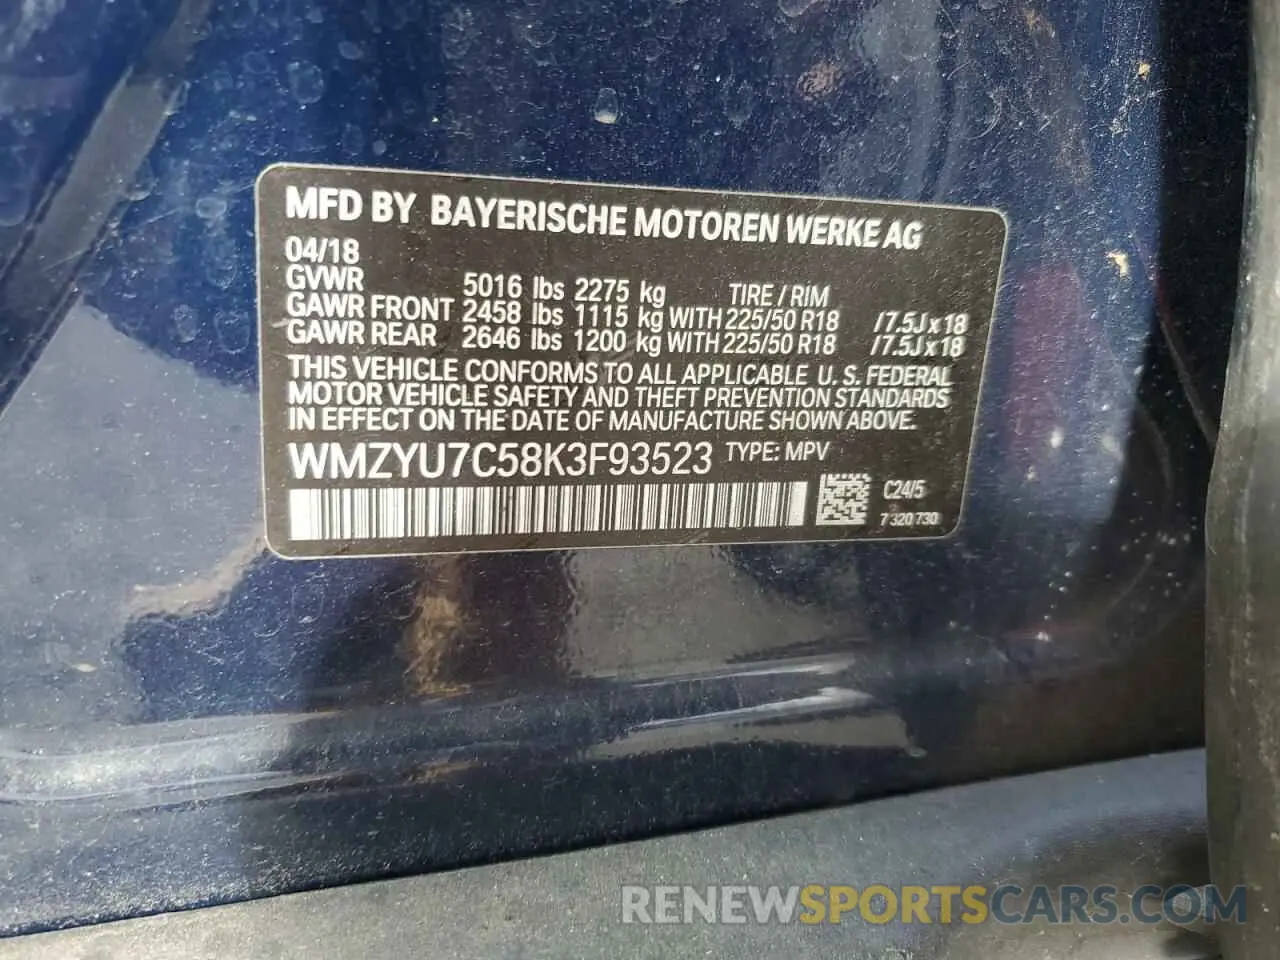 MFD BY BAYERISCHE MOTOREN WERKE AG
04/18
GVWR 5016 lbs 2275 kg TIRE / RIM
GAWR FRONT 2458 lbs 1115 kg WITH 225/50 R18 /7.5J x 18
GAWR REAR 2646 lbs 1200 kg WITH 225/50 R18 /7.5J x 18
THIS VEHICLE CONFORMS TO ALL APPLICABLE U. S. FEDERAL
MOTOR VEHICLE SAFETY AND THEFT PREVENTION STANDARDS
IN EFFECT ON THE DATE OF MANUFACTURE SHOWN ABOVE.
WMZYU7C58K3F93523 TYPE: MPV
C24/5
7 320 730
RENEWSPORTSCARS.COM